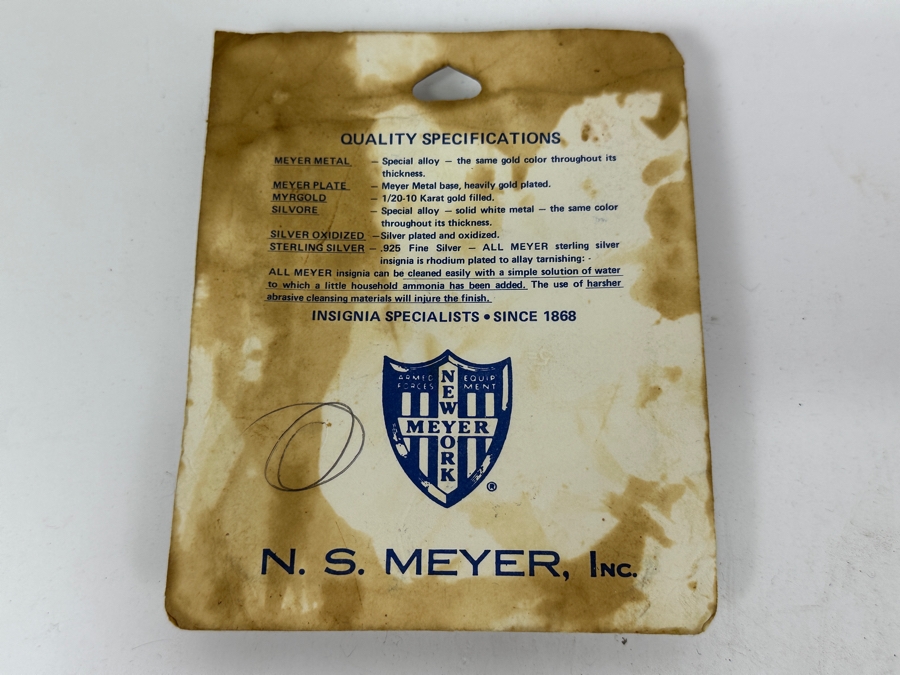 QUALITY SPECIFICATIONS
MEYER METAL – Special alloy – the same gold color throughout its
thickness.
MEYER PLATE – Meyer Metal base, heavily gold plated.
MYRGOLD – 1/20-10 Karat gold filled.
SILVORE – Special alloy – solid white metal – the same color
throughout its thickness.
SILVER OXIDIZED – Silver plated and oxidized.
STERLING SILVER – .925 Fine Silver – ALL MEYER sterling silver
insignia is rhodium plated to allay tarnishing: -
ALL MEYER insignia can be cleaned easily with a simple solution of water
to which a little household ammonia has been added. The use of harsher
abrasive cleansing materials will injure the finish.
INSIGNIA SPECIALISTS • SINCE 1868
ARMED FORCES
EQUIP MENT
NEW YORK
MEYER
®
N. S. MEYER, INC.